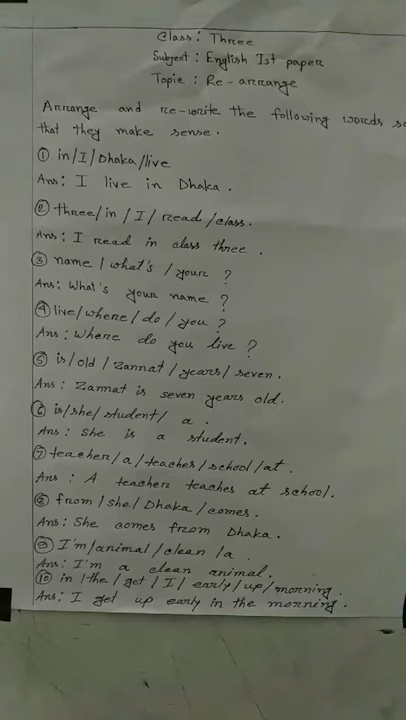 Class : Three
Subject : English Ist paper
Topic : Re-arrange
Arrange and re-write the following words so
that they make sense.
① in/I/Dhaka/live
Ans: I live in Dhaka.
② three/in/I/read/class.
Ans: I read in class three.
③ name/what's/your ?
Ans: What's your name ?
④ live/where/do/you ?
Ans: Where do you live ?
⑤ is/old/Zannat/years/seven.
Ans: Zannat is seven years old.
⑥ is/she/student/ a.
Ans: She is a student.
⑦ teacher/a/teaches/school/at.
Ans: A teacher teaches at school.
⑧ from/she/Dhaka/comes.
Ans: She comes from Dhaka.
⑨ I'm/animal/clean/a.
Ans: I'm a clean animal.
⑩ in/the/get/I/early/up/morning.
Ans: I get up early in the morning.